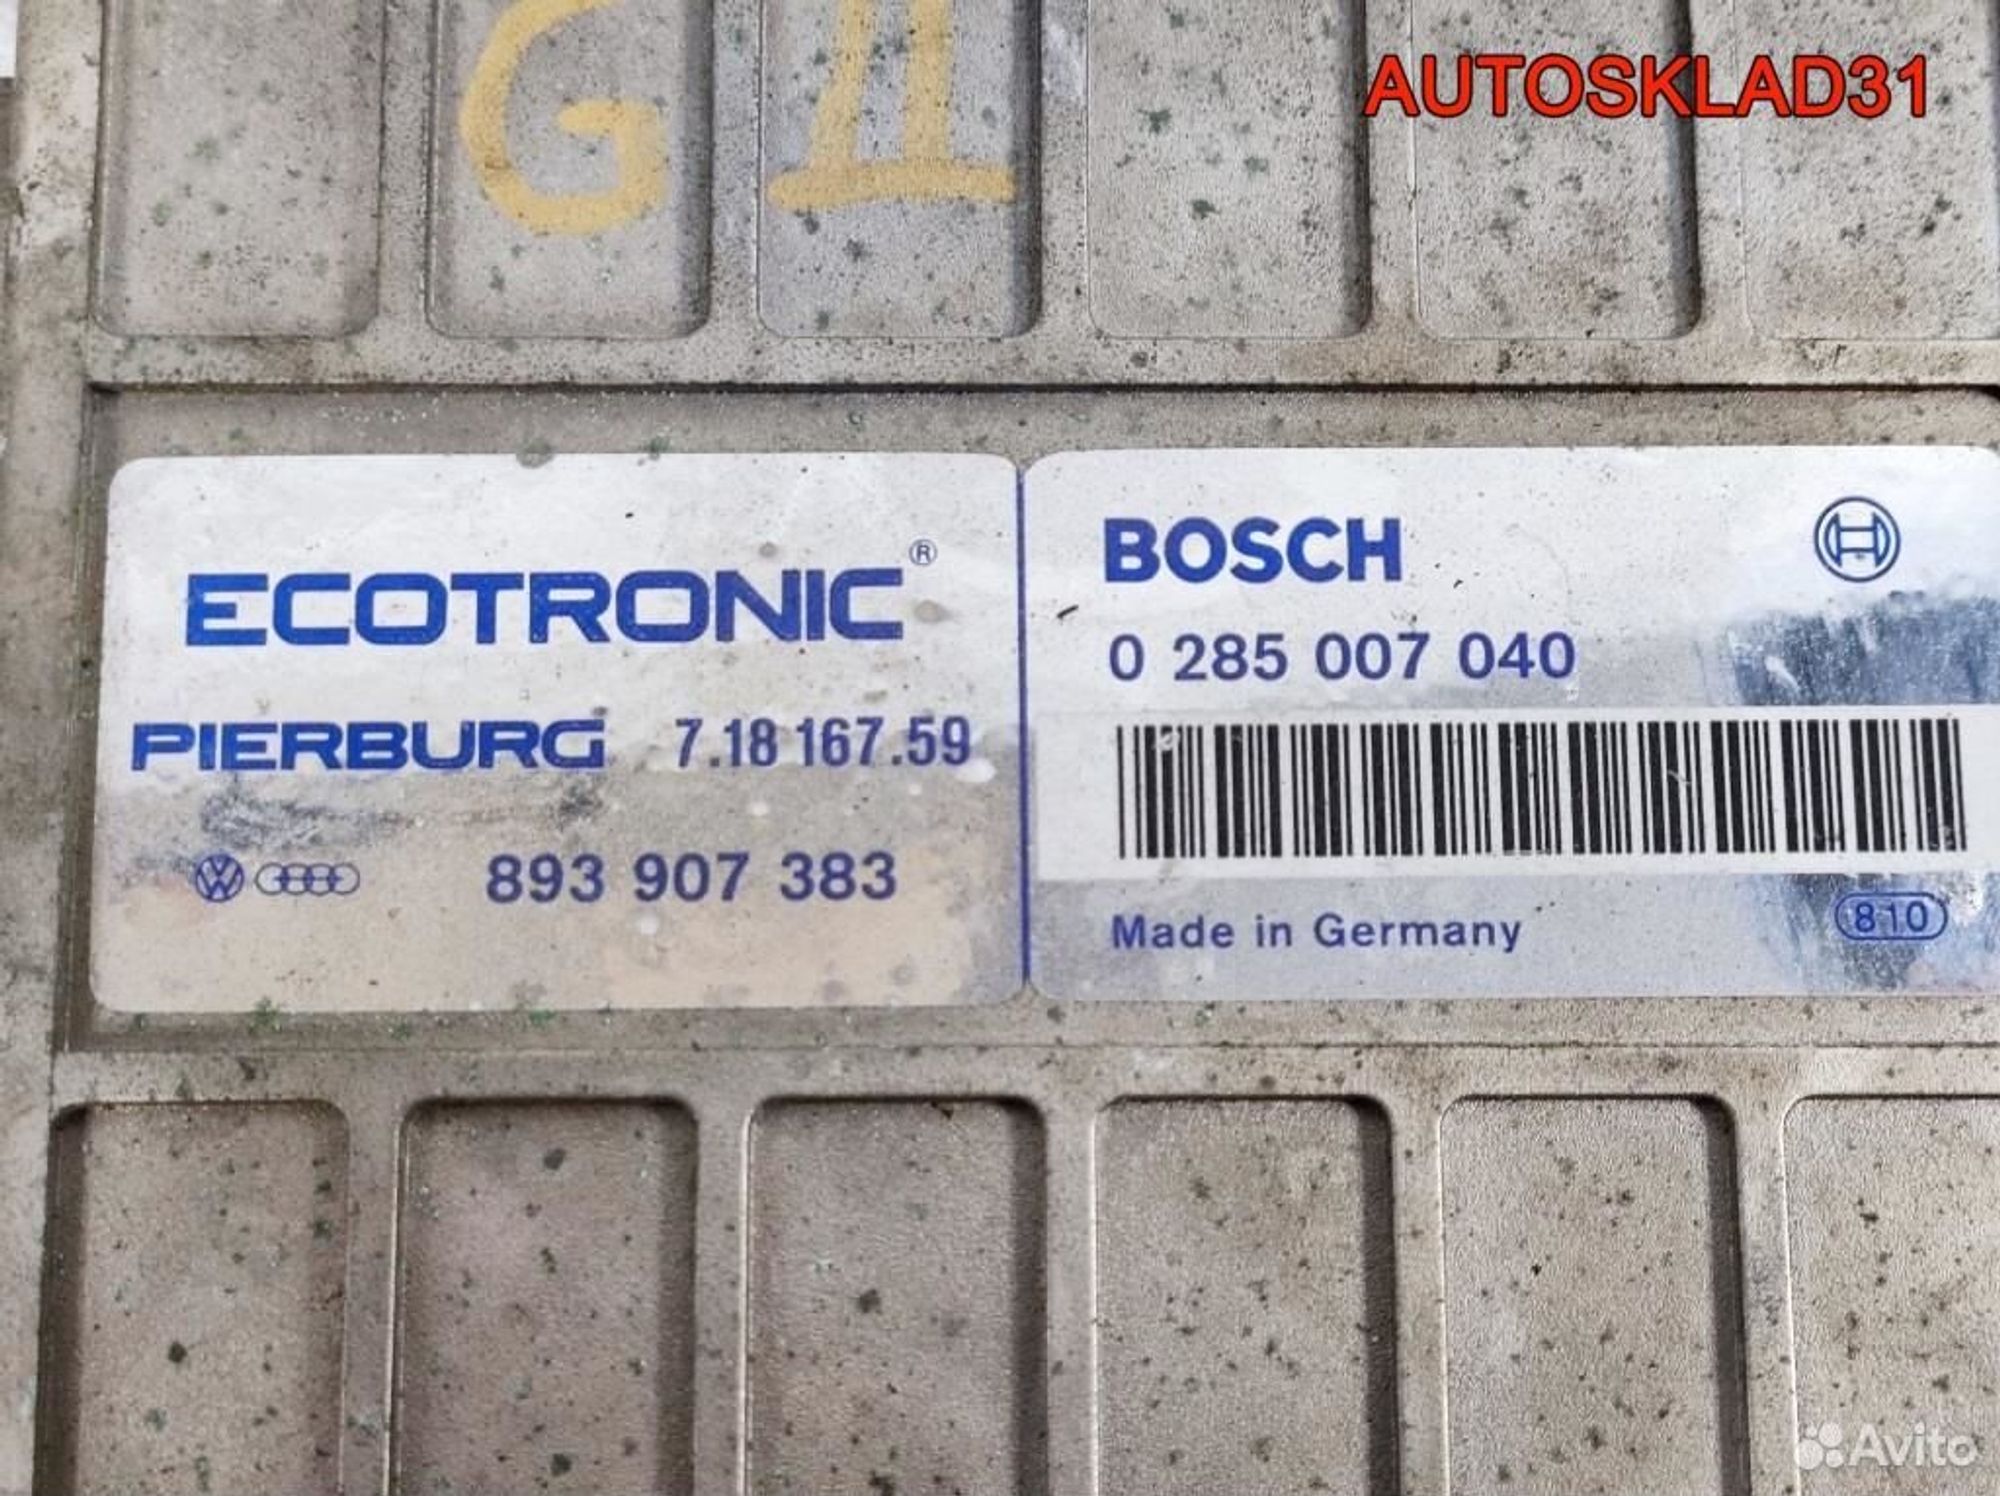 AUTOSKLAD31
GII
ECOTRONIC®
PIERBURG 7.18 167.59
893 907 383
BOSCH
0 285 007 040
Made in Germany
810
Avito